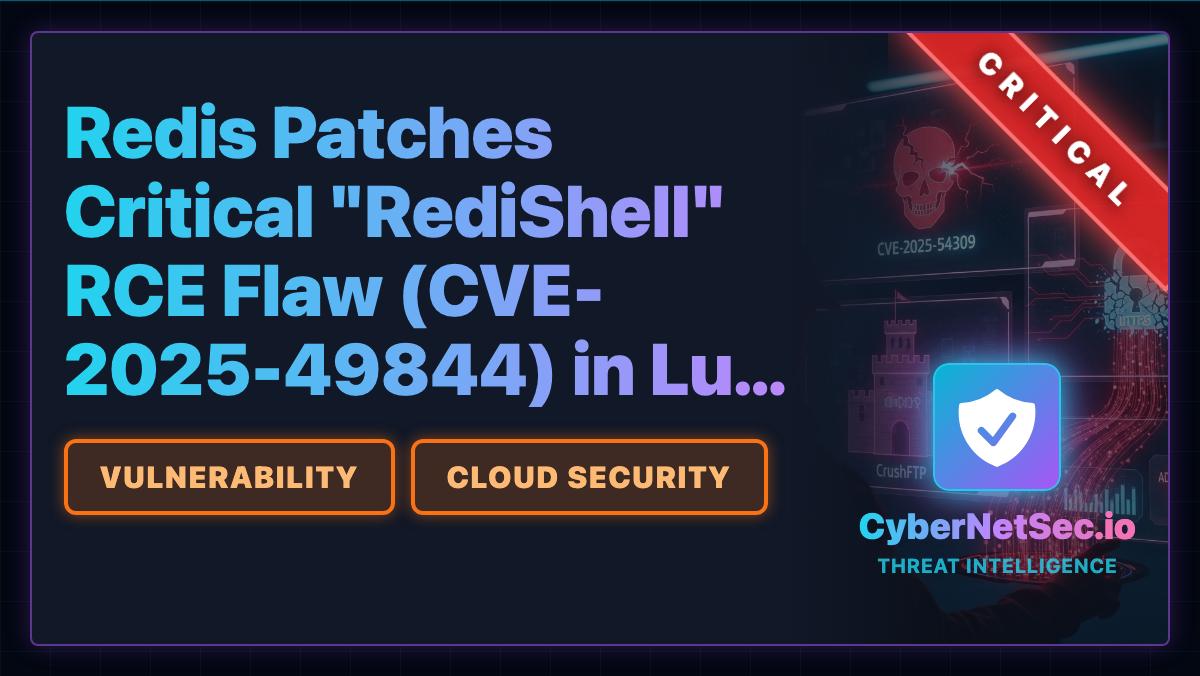 Redis Patches
Critical "RediShell"
RCE Flaw (CVE-
2025-49844) in Lu...
VULNERABILITY
CLOUD SECURITY
CRITICAL
CVE-2025-54309
HTTPS
CrushFTP
CyberNetSec.io
THREAT INTELLIGENCE